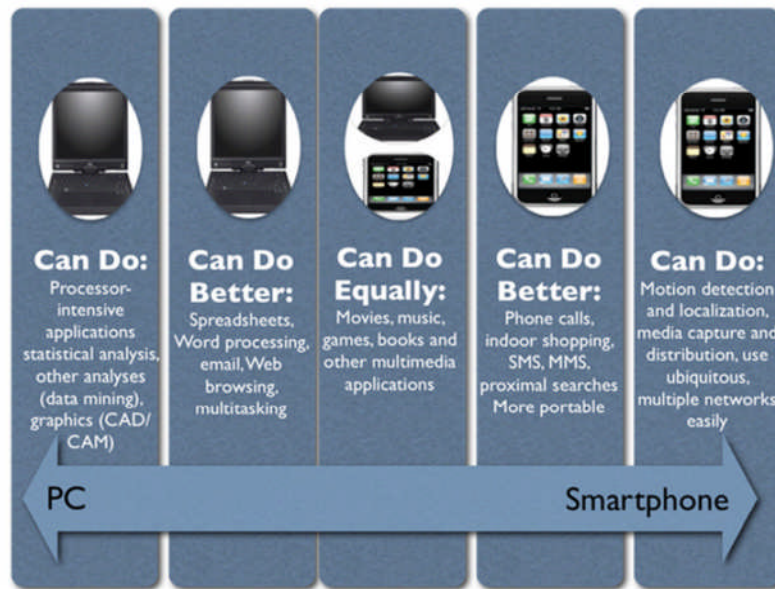 Can Do:
Processor-
intensive
applications
statistical analysis,
other analyses
(data mining),
graphics (CAD/
CAM)
Can Do
Better:
Spreadsheets,
Word processing,
email, Web
browsing,
multitasking
Can Do
Equally:
Movies, music,
games, books and
other multimedia
applications
Can Do
Better:
Phone calls,
indoor shopping,
SMS, MMS,
proximal searches
More portable
Can Do:
Motion detection
and localization,
media capture and
distribution, use
ubiquitous,
multiple networks
easily
PC
Smartphone